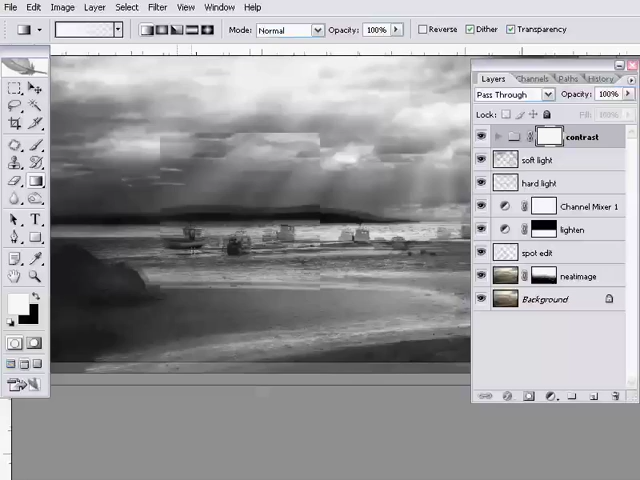 File Edit Image Layer Select Filter View Window Help
Mode: Normal Opacity: 100% Reverse Dither Transparency
Layers Channels Paths History
Pass Through Opacity: 100%
Lock: Fill: 100%
contrast
soft light
hard light
Channel Mixer 1
lighten
spot edit
neatimage
Background